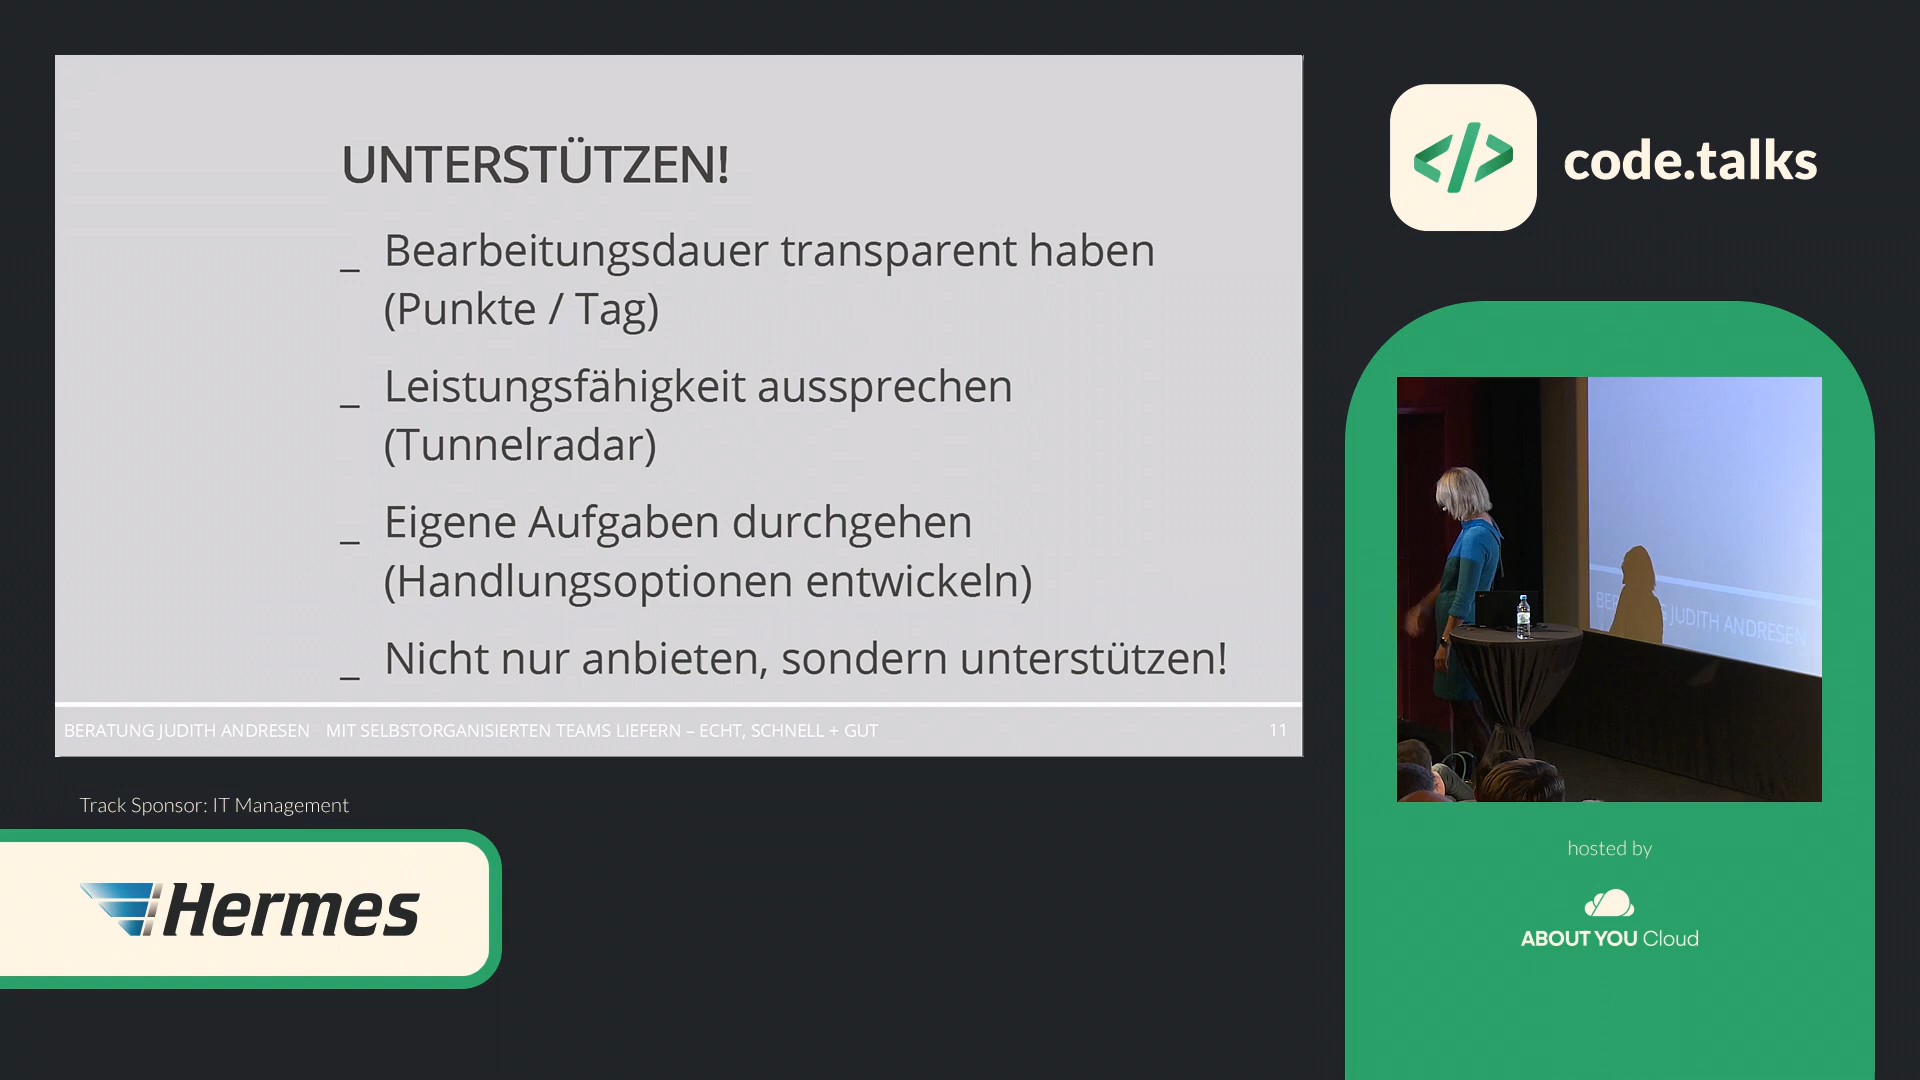 UNTERSTÜTZEN!
_ Bearbeitungsdauer transparent haben
(Punkte / Tag)
_ Leistungsfähigkeit aussprechen
(Tunnelradar)
_ Eigene Aufgaben durchgehen
(Handlungsoptionen entwickeln)
_ Nicht nur anbieten, sondern unterstützen!
BERATUNG JUDITH ANDRESEN MIT SELBSTORGANISIERTEN TEAMS LIEFERN – ECHT, SCHNELL + GUT 11
Track Sponsor: IT Management
Hermes
</> code.talks
JUDITH ANDRESEN
hosted by
ABOUT YOU Cloud